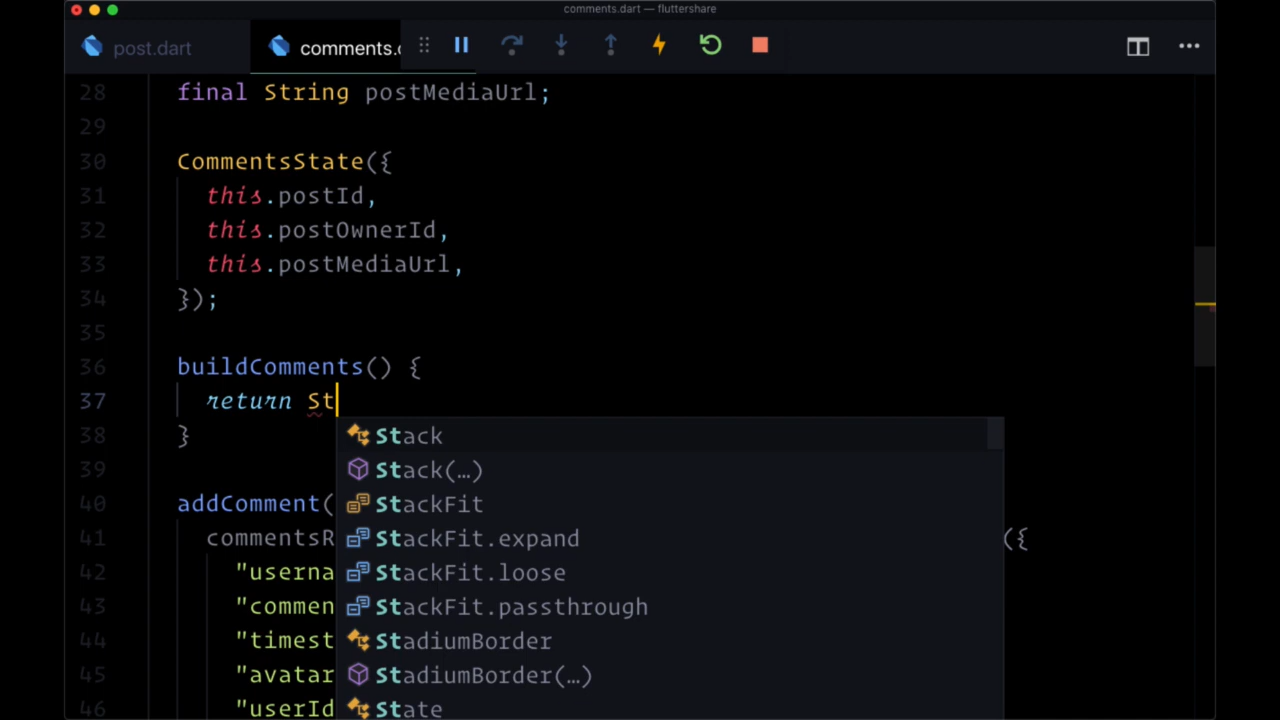 comments.dart — fluttershare
post.dart
comments.
28 final String postMediaUrl;
29
30 CommentsState({
31 this.postId,
32 this.postOwnerId,
33 this.postMediaUrl,
34 });
35
36 buildComments() {
37 return St
38 }
39
40 addComment(
41 commentsR ({
42 "userna
43 "commen
44 "timest
45 "avatar
46 "userId
Stack
Stack(…)
StackFit
StackFit.expand
StackFit.loose
StackFit.passthrough
StadiumBorder
StadiumBorder(…)
State